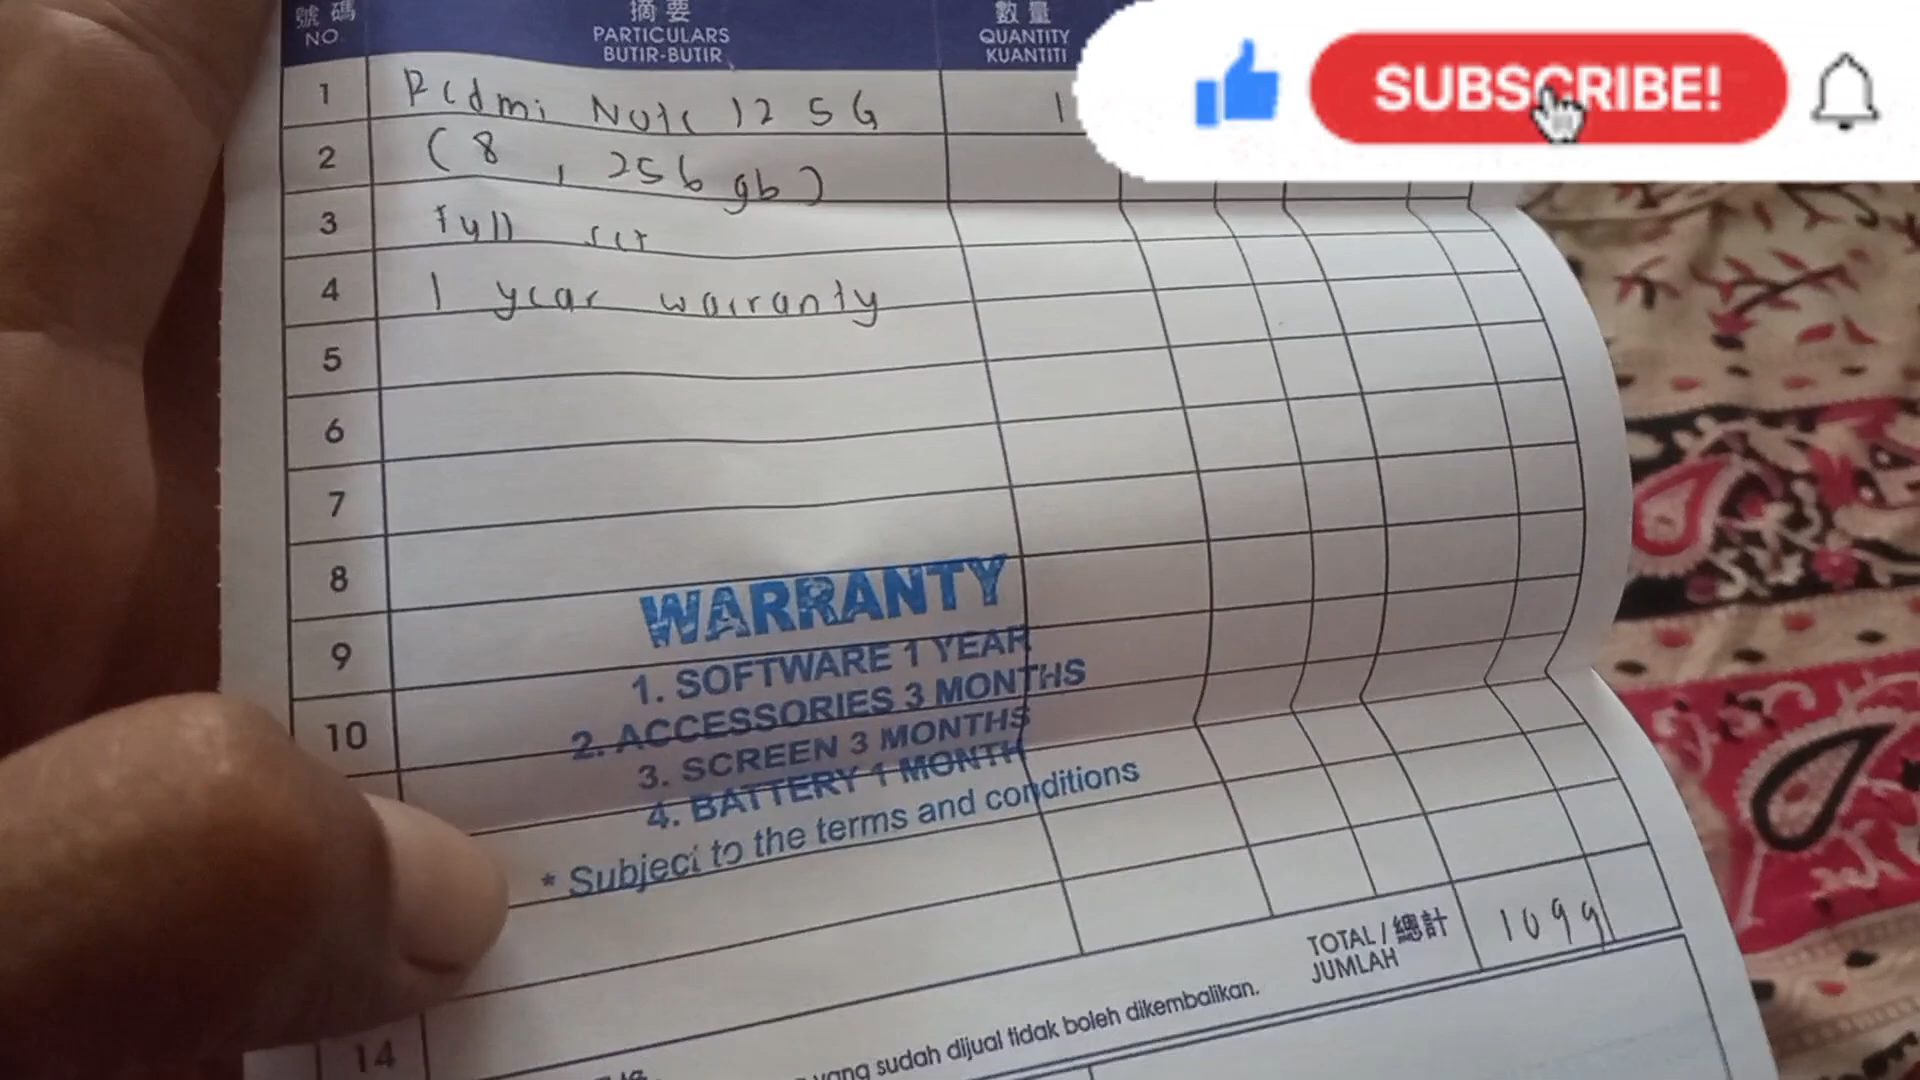 號碼 摘要 數量
NO. PARTICULARS QUANTITY
BUTIR-BUTIR KUANTITI
SUBSCRIBE!
1 Redmi Note 12 5G 1
2 (8, 256 gb)
3 full set
4 1 year warranty
5
6
7
8
9
10
WARRANTY
1. SOFTWARE 1 YEAR
2. ACCESSORIES 3 MONTHS
3. SCREEN 3 MONTHS
4. BATTERY 1 MONTH
* Subject to the terms and conditions
TOTAL / 總計 1099
JUMLAH
yang sudah dijual tidak boleh dikembalikan.
14